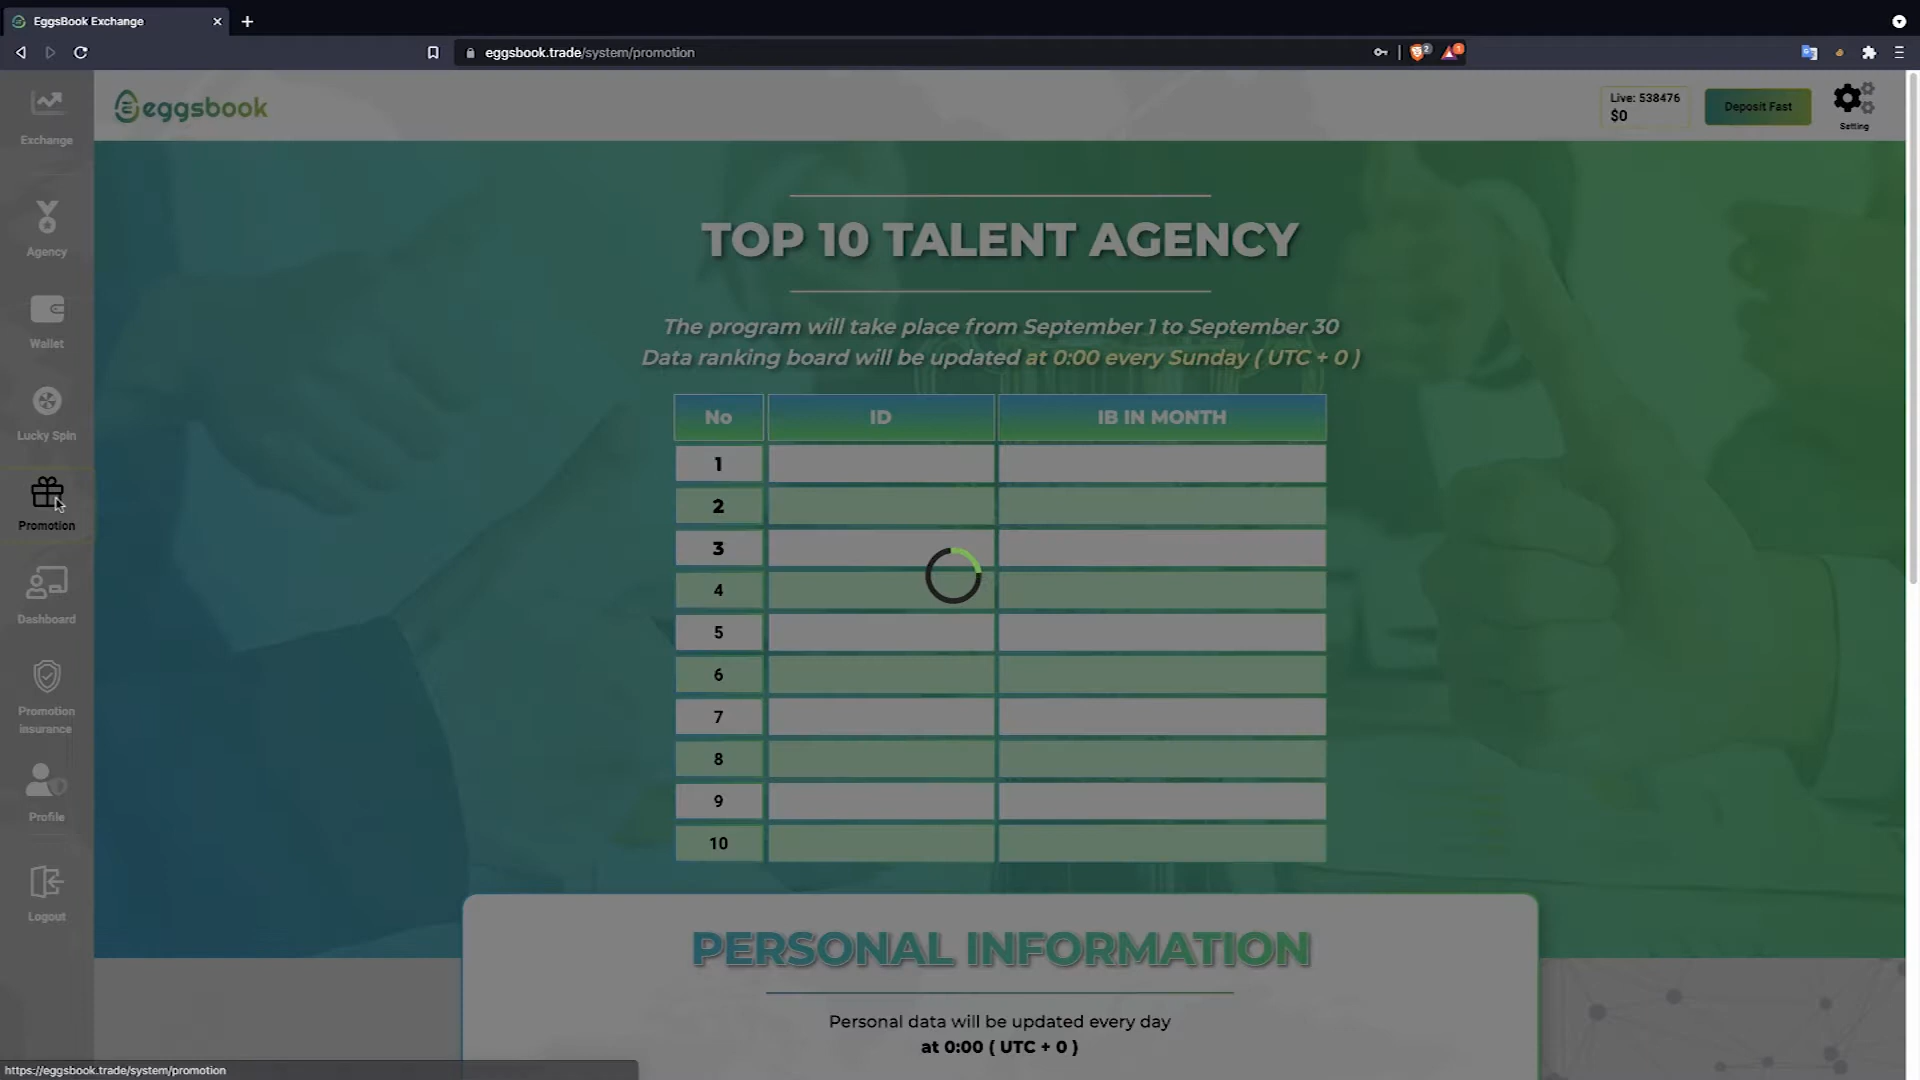 EggsBook Exchange
eggsbook.trade/system/promotion
2
1
eggsbook
Live: 538476
$0
Deposit Fast
Setting
Exchange
Agency
Wallet
Lucky Spin
Promotion
Dashboard
Promotion
insurance
Profile
Logout
TOP 10 TALENT AGENCY
The program will take place from September 1 to September 30
Data ranking board will be updated at 0:00 every Sunday ( UTC + 0 )
No ID IB IN MONTH
1
2
3
4
5
6
7
8
9
10
PERSONAL INFORMATION
Personal data will be updated every day
at 0:00 ( UTC + 0 )
https://eggsbook.trade/system/promotion